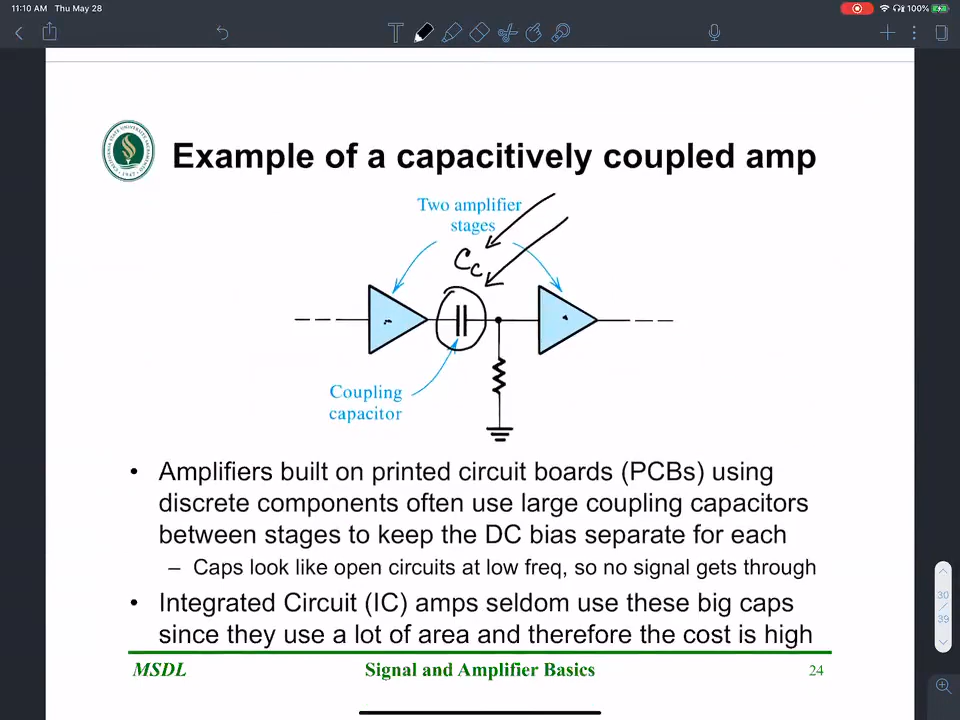 11:10 AM Thu May 28
100%
Example of a capacitively coupled amp
Two amplifier
stages
Cc
Coupling
capacitor
• Amplifiers built on printed circuit boards (PCBs) using
discrete components often use large coupling capacitors
between stages to keep the DC bias separate for each
– Caps look like open circuits at low freq, so no signal gets through
• Integrated Circuit (IC) amps seldom use these big caps
since they use a lot of area and therefore the cost is high
MSDL Signal and Amplifier Basics 24
30
/
39